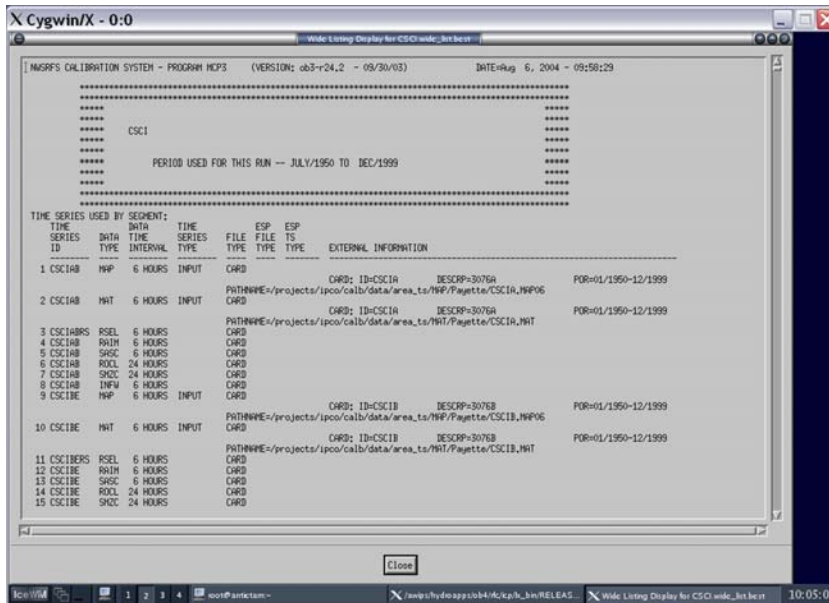 Cygwin/X - 0:0
Wide Listing Display for CSCI wide_list.best
NWSRFS CALIBRATION SYSTEM - PROGRAM MCP3 (VERSION: ob3-r24.2 - 09/30/03) DATE=Aug 6, 2004 - 09:58:29
CSCI
PERIOD USED FOR THIS RUN -- JULY/1950 TO DEC/1999
TIME SERIES USED BY SEGMENT:
TIME DATA TIME ESP ESP
SERIES DATA TIME SERIES FILE FILE TS
ID TYPE INTERVAL TYPE TYPE TYPE TYPE EXTERNAL INFORMATION
1 CSCIAB MAP 6 HOURS INPUT CARD
CARD: ID=CSCIA DESCRP=3076A POR=01/1950-12/1999
PATHNAME=/projects/ipco/calb/data/area_ts/MAP/Payette/CSCIA.MAP06
2 CSCIAB MAT 6 HOURS INPUT CARD
CARD: ID=CSCIA DESCRP=3076A POR=01/1950-12/1999
PATHNAME=/projects/ipco/calb/data/area_ts/MAT/Payette/CSCIA.MAT
3 CSCIABRS RSEL 6 HOURS CARD
4 CSCIAB RAIM 6 HOURS CARD
5 CSCIAB SASC 6 HOURS CARD
6 CSCIAB ROCL 24 HOURS CARD
7 CSCIAB SMZC 24 HOURS CARD
8 CSCIAB INFW 6 HOURS CARD
9 CSCIBE MAP 6 HOURS INPUT CARD
CARD: ID=CSCIB DESCRP=3076B POR=01/1950-12/1999
PATHNAME=/projects/ipco/calb/data/area_ts/MAP/Payette/CSCIB.MAP06
10 CSCIBE MAT 6 HOURS INPUT CARD
CARD: ID=CSCIB DESCRP=3076B POR=01/1950-12/1999
PATHNAME=/projects/ipco/calb/data/area_ts/MAT/Payette/CSCIB.MAT
11 CSCIBERS RSEL 6 HOURS CARD
12 CSCIBE RAIM 6 HOURS CARD
13 CSCIBE SASC 6 HOURS CARD
14 CSCIBE ROCL 24 HOURS CARD
15 CSCIBE SMZC 24 HOURS CARD
Close
IceWM 1 2 3 4 root@antictam:~ X /awips/hydroapps/ob4/rfc/icp/lx_bin/RELEAS... X Wide Listing Display for CSCI wide_list.best 10:05:0